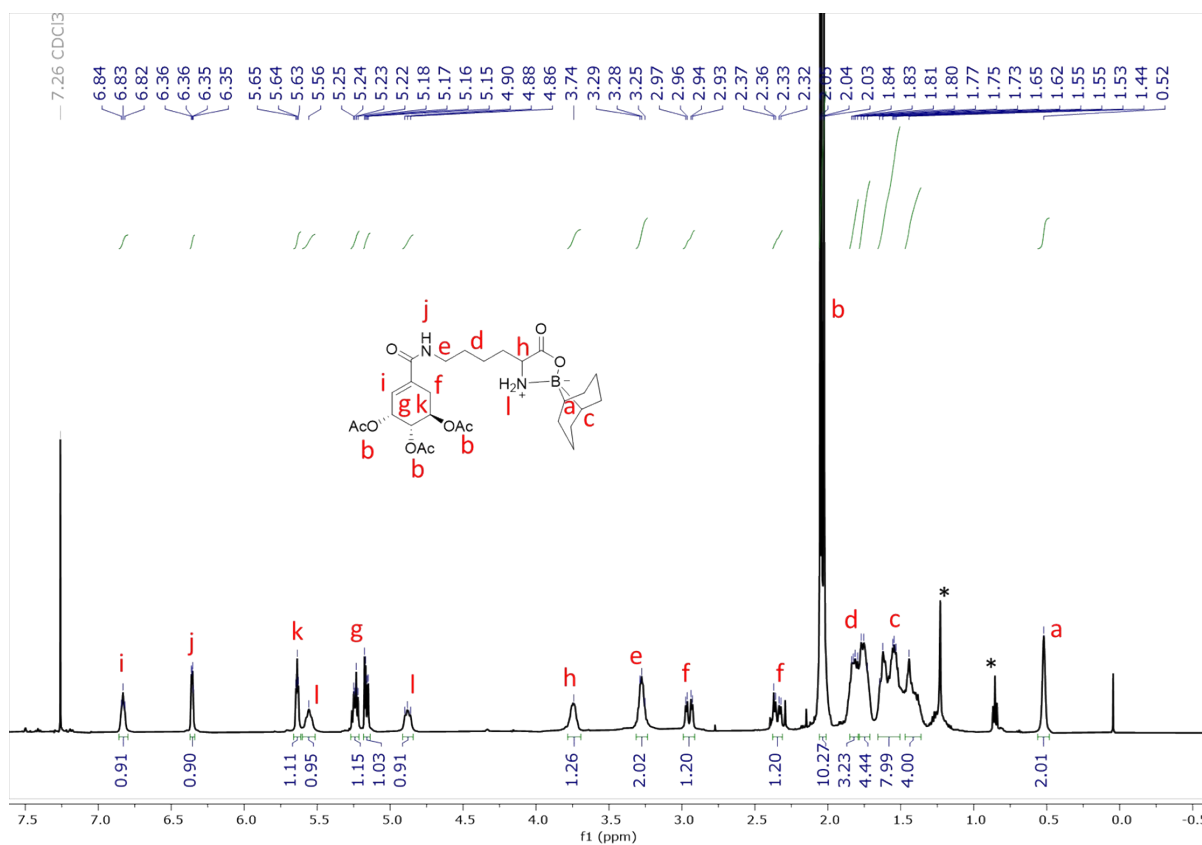 7.26 CDCl3
6.84 6.83 6.82 6.36 6.36 6.35 6.35 5.65 5.64 5.63 5.56 5.25 5.24 5.23 5.22 5.18 5.17 5.16 5.15 4.90 4.88 4.86 3.74 3.29 3.28 3.25 2.97 2.96 2.94 2.93 2.37 2.36 2.33 2.32 2.05 2.04 2.03 1.84 1.83 1.81 1.80 1.77 1.75 1.73 1.65 1.62 1.55 1.55 1.53 1.44 0.52
b
j
H
N
O
e
d
h
O
O
i
f
H2N
+
B
−
l
a
c
g
k
AcO
OAc
OAc
b
b
b
i
j
k
l
g
l
h
e
f
f
d
c
*
*
a
0.91 0.90 1.11 0.95 1.15 1.03 0.91 1.26 2.02 1.20 1.20 10.27 3.23 4.44 7.99 4.00 2.01
7.5 7.0 6.5 6.0 5.5 5.0 4.5 4.0 3.5 3.0 2.5 2.0 1.5 1.0 0.5 0.0 -0.5
f1 (ppm)